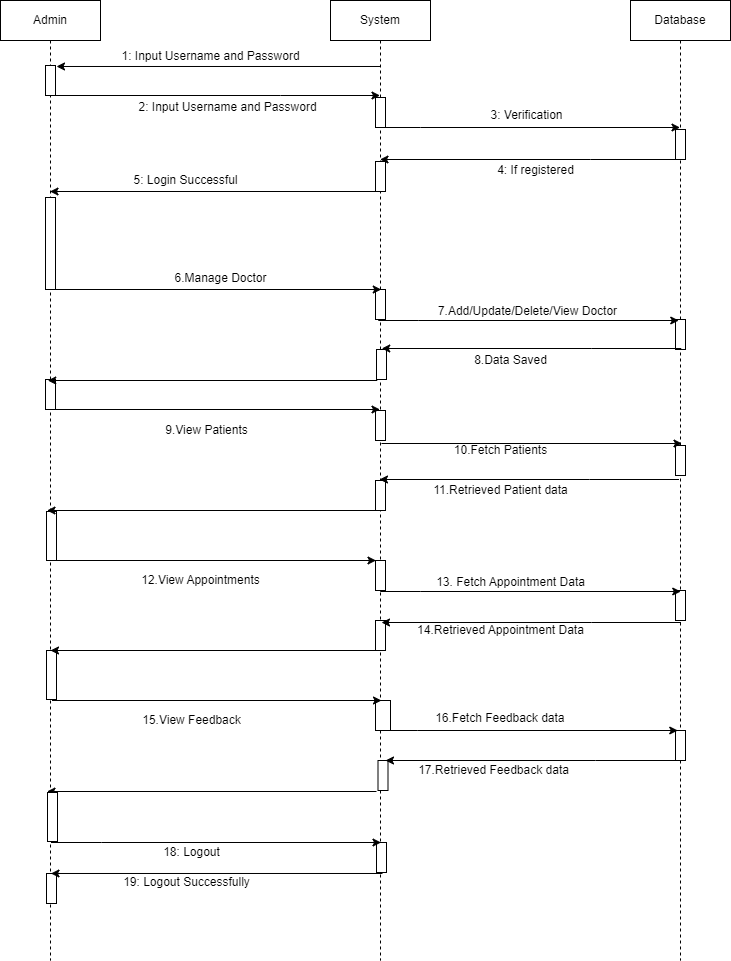 Admin
System
Database
1: Input Username and Password
2: Input Username and Password
3: Verification
4: If registered
5: Login Successful
6.Manage Doctor
7.Add/Update/Delete/View Doctor
8.Data Saved
9.View Patients
10.Fetch Patients
11.Retrieved Patient data
12.View Appointments
13. Fetch Appointment Data
14.Retrieved Appointment Data
15.View Feedback
16.Fetch Feedback data
17.Retrieved Feedback data
18: Logout
19: Logout Successfully